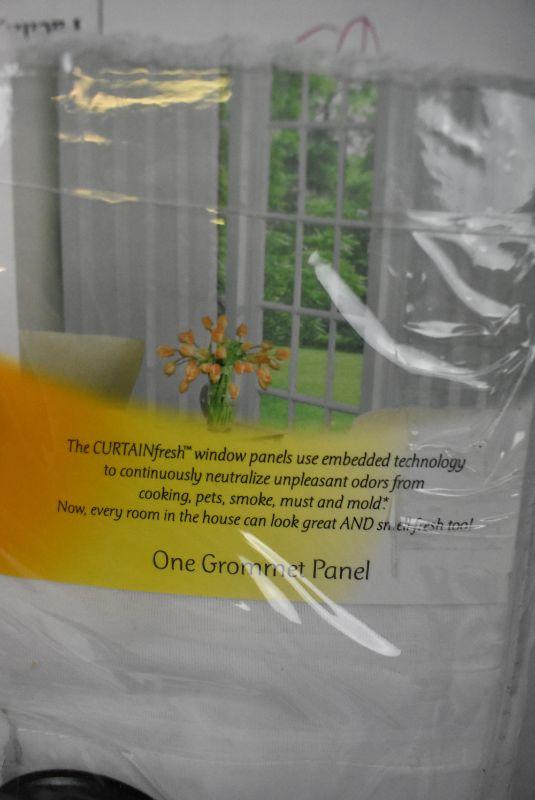 The CURTAINfresh™ window panels use embedded technology
to continuously neutralize unpleasant odors from
cooking, pets, smoke, must and mold.*
Now, every room in the house can look great AND smell fresh too!
One Grommet Panel